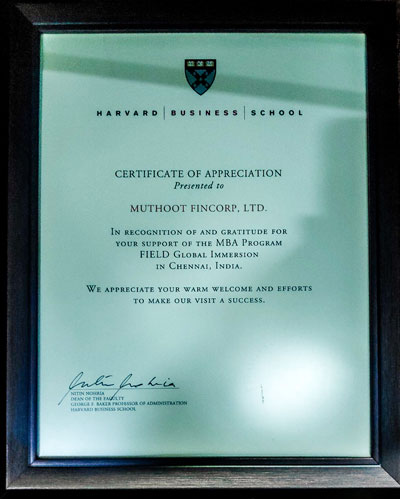 HARVARD | BUSINESS | SCHOOL
CERTIFICATE OF APPRECIATION
Presented to
MUTHOOT FINCORP, LTD.
IN RECOGNITION OF AND GRATITUDE FOR
YOUR SUPPORT OF THE MBA PROGRAM
FIELD GLOBAL IMMERSION
IN CHENNAI, INDIA.
WE APPRECIATE YOUR WARM WELCOME AND EFFORTS
TO MAKE OUR VISIT A SUCCESS.
Nitin Nohria
NITIN NOHRIA
DEAN OF THE FACULTY
GEORGE F. BAKER PROFESSOR OF ADMINISTRATION
HARVARD BUSINESS SCHOOL